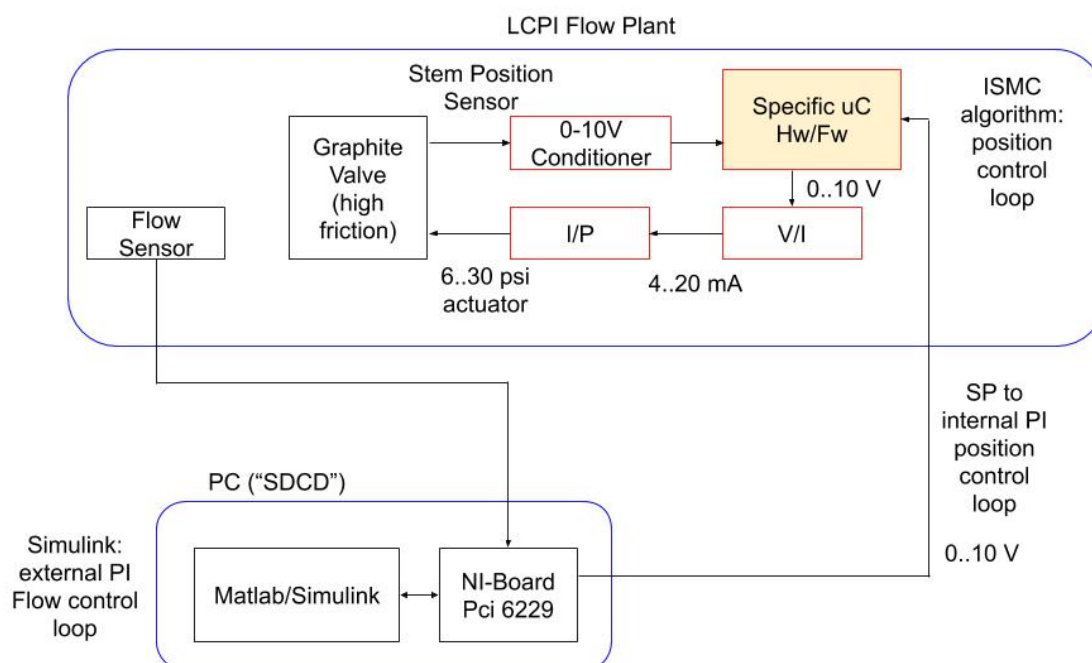 LCPI Flow Plant
Stem Position
Sensor
Graphite
Valve
(high
friction)
0-10V
Conditioner
Specific uC
Hw/Fw
ISMC
algorithm:
position
control
loop
0..10 V
Flow
Sensor
I/P
V/I
6..30 psi
actuator
4..20 mA
SP to
internal PI
position
control
loop
0..10 V
PC (“SDCD”)
Simulink:
external PI
Flow control
loop
Matlab/Simulink
NI-Board
Pci 6229